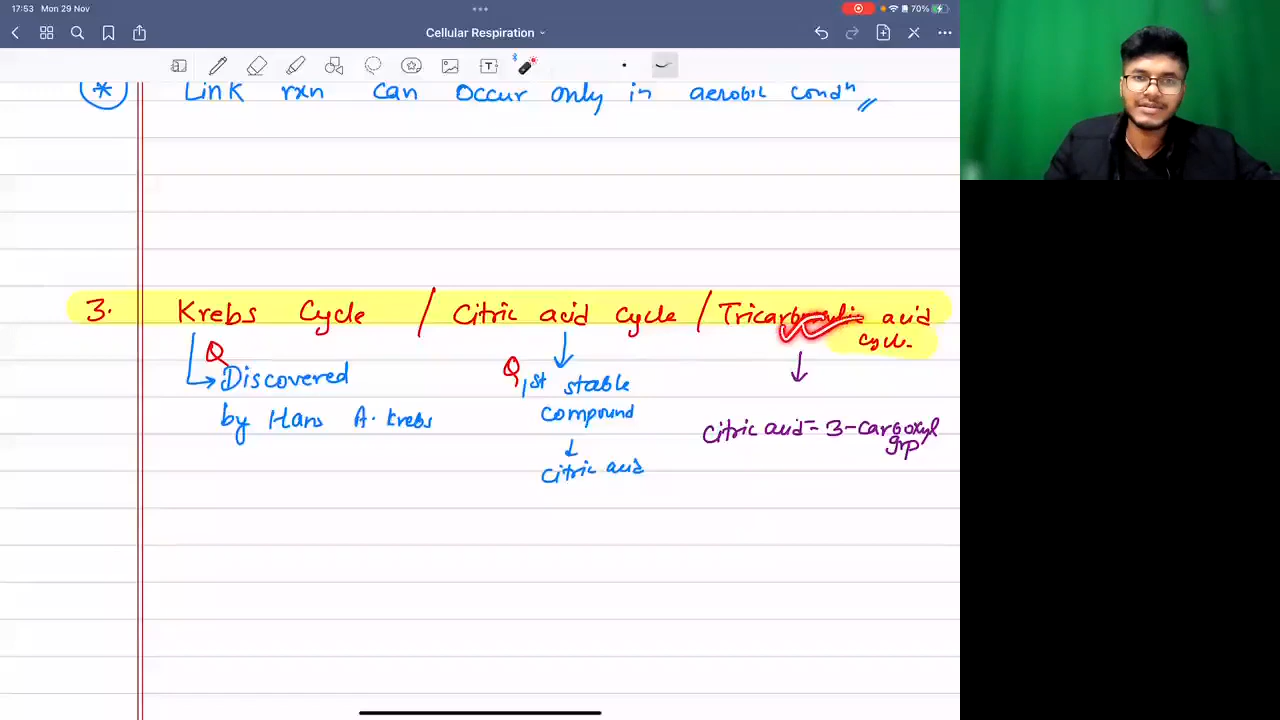 17:53 Mon 29 Nov
70%
Cellular Respiration
* Link rxn can occur only in aerobic condn
3. Krebs Cycle / Citric acid cycle / Tricarboxylic acid
cycle.
Q Discovered
by Hans A. Krebs
Q 1st stable
compound
citric acid
citric acid = 3-carboxyl
grp